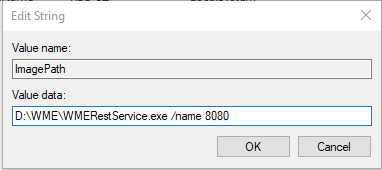 Edit String
Value name:
ImagePath
Value data:
D:\WME\WMERestService.exe /name 8080
OK
Cancel